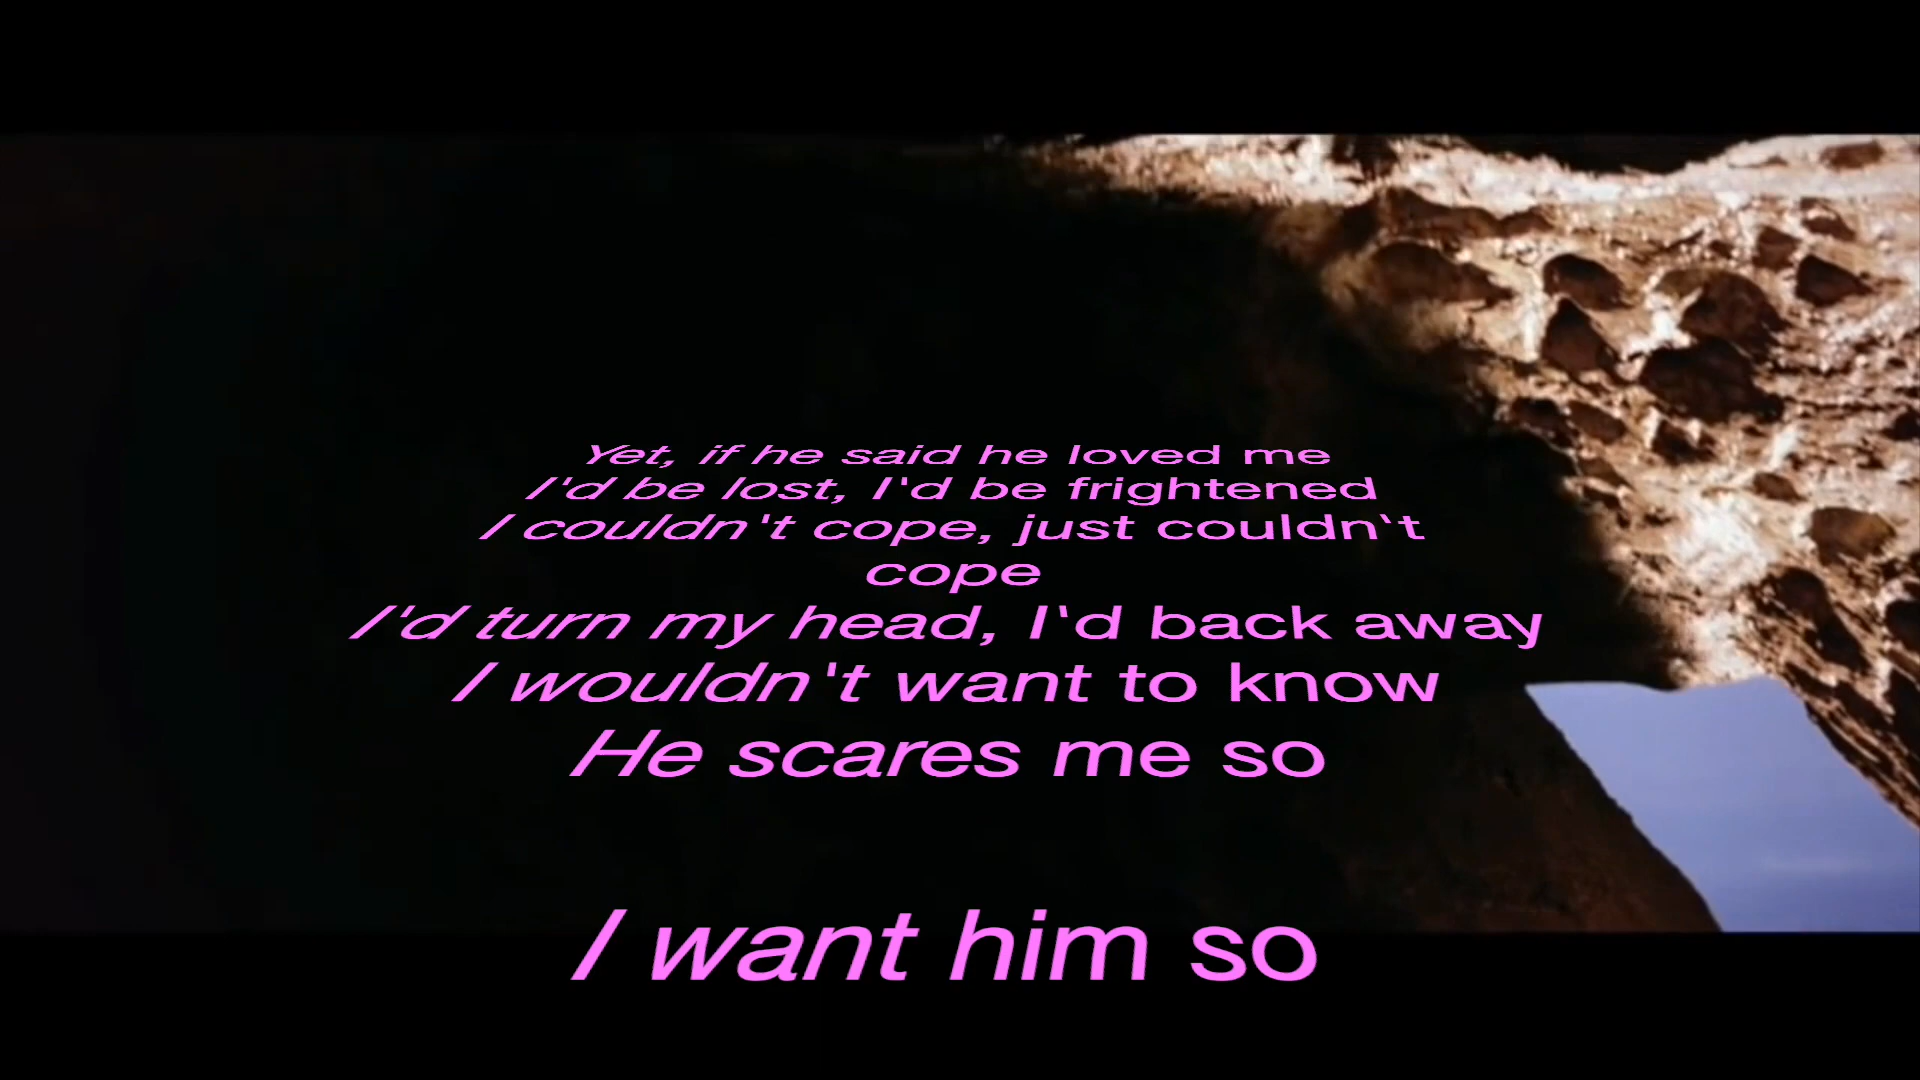 Yet, if he said he loved me
I'd be lost, I'd be frightened
I couldn't cope, just couldn't
cope
I'd turn my head, I'd back away
I wouldn't want to know
He scares me so
I want him so